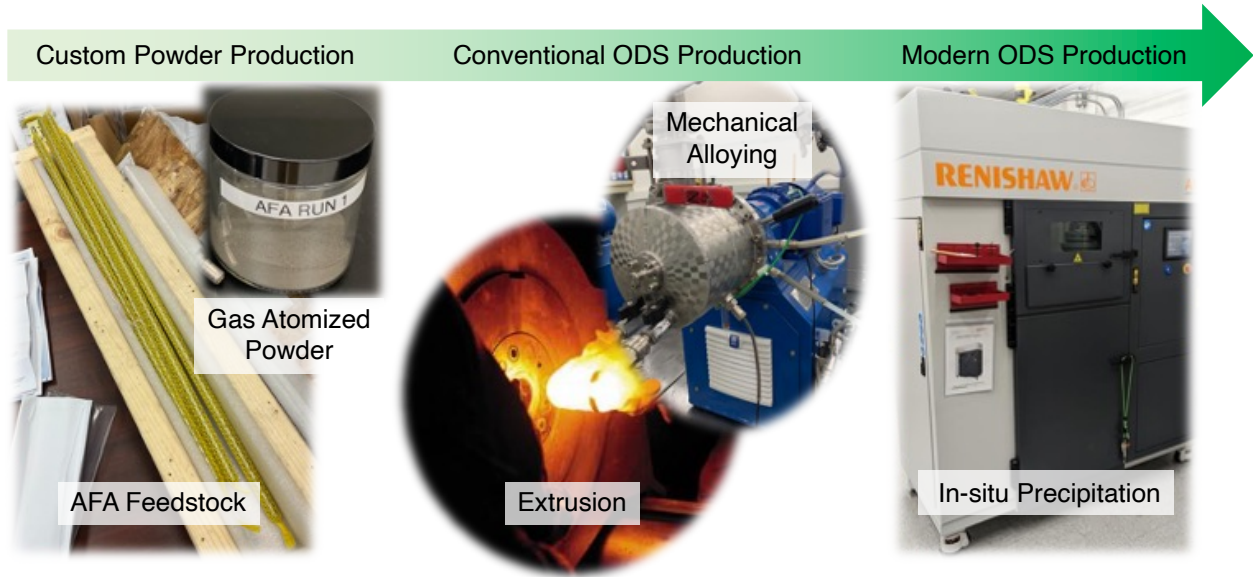 Custom Powder Production
Conventional ODS Production
Modern ODS Production
AFA RUN 1
Gas Atomized
Powder
AFA Feedstock
Mechanical
Alloying
Extrusion
RENISHAW
In-situ Precipitation